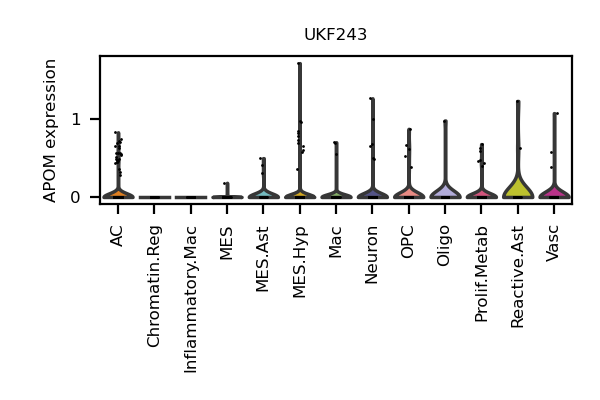 UKF243
APOM expression
1
0
AC
Chromatin.Reg
Inflammatory.Mac
MES
MES.Ast
MES.Hyp
Mac
Neuron
OPC
Oligo
Prolif.Metab
Reactive.Ast
Vasc